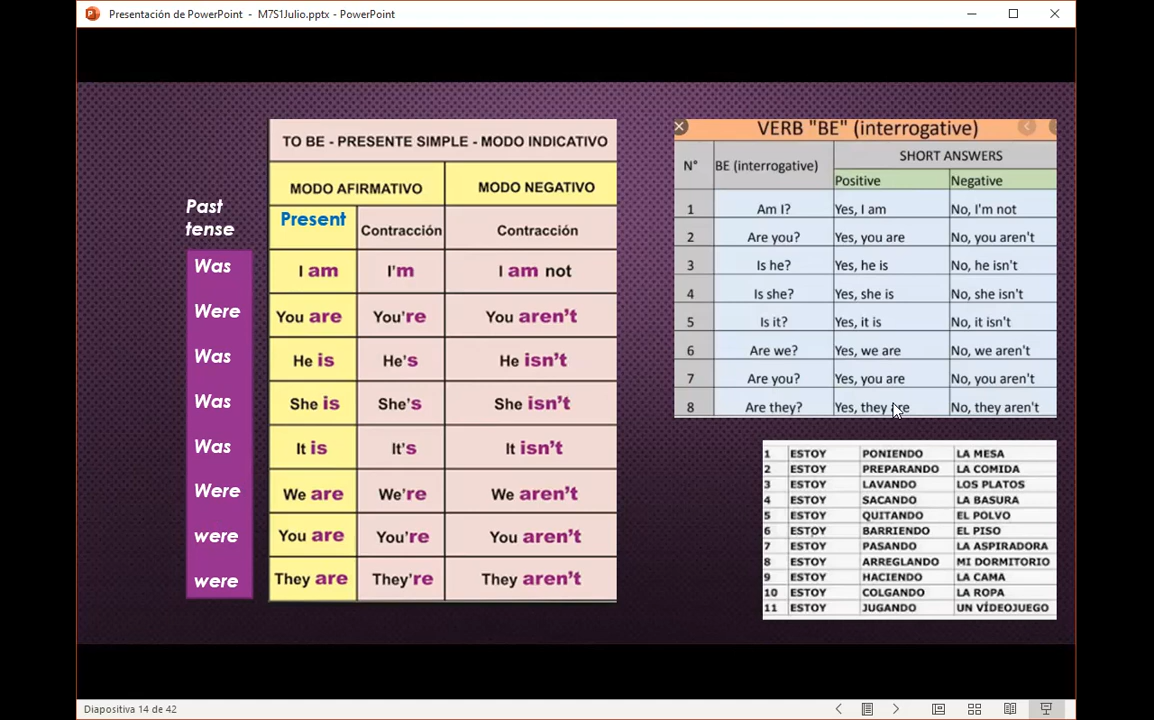 Presentación de PowerPoint - M7S1Julio.pptx - PowerPoint
Past
tense
Was
Were
Was
Was
Was
Were
were
were
TO BE - PRESENTE SIMPLE - MODO INDICATIVO
MODO AFIRMATIVO MODO NEGATIVO
Present Contracción Contracción
I am I'm I am not
You are You're You aren't
He is He's He isn't
She is She's She isn't
It is It's It isn't
We are We're We aren't
You are You're You aren't
They are They're They aren't
VERB "BE" (interrogative)
N° BE (interrogative) SHORT ANSWERS
Positive Negative
1 Am I? Yes, I am No, I'm not
2 Are you? Yes, you are No, you aren't
3 Is he? Yes, he is No, he isn't
4 Is she? Yes, she is No, she isn't
5 Is it? Yes, it is No, it isn't
6 Are we? Yes, we are No, we aren't
7 Are you? Yes, you are No, you aren't
8 Are they? Yes, they are No, they aren't
1 ESTOY PONIENDO LA MESA
2 ESTOY PREPARANDO LA COMIDA
3 ESTOY LAVANDO LOS PLATOS
4 ESTOY SACANDO LA BASURA
5 ESTOY QUITANDO EL POLVO
6 ESTOY BARRIENDO EL PISO
7 ESTOY PASANDO LA ASPIRADORA
8 ESTOY ARREGLANDO MI DORMITORIO
9 ESTOY HACIENDO LA CAMA
10 ESTOY COLGANDO LA ROPA
11 ESTOY JUGANDO UN VÍDEOJUEGO
Diapositiva 14 de 42